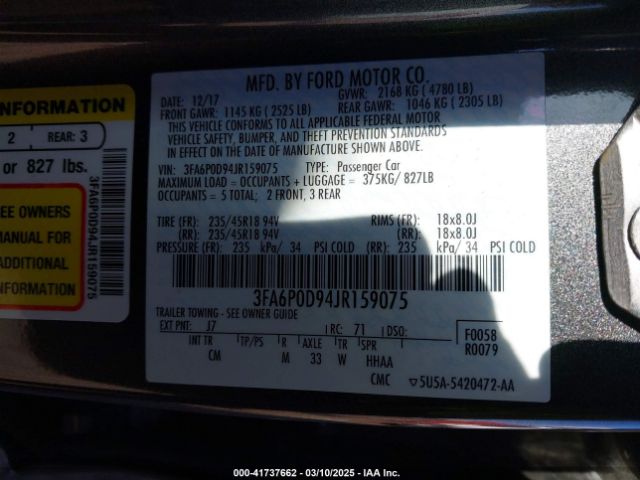 INFORMATION
2 REAR: 3
or 827 lbs.
SEE OWNERS
MANUAL FOR
ADDITIONAL
INFORMATION
3FA6P0D94JR159075
MFD. BY FORD MOTOR CO.
DATE: 12/17 GVWR: 2168 KG ( 4780 LB)
FRONT GAWR: 1145 KG ( 2525 LB) REAR GAWR: 1046 KG ( 2305 LB)
THIS VEHICLE CONFORMS TO ALL APPLICABLE FEDERAL MOTOR
VEHICLE SAFETY, BUMPER, AND THEFT PREVENTION STANDARDS
IN EFFECT ON THE DATE OF MANUFACTURE SHOWN ABOVE.
VIN: 3FA6P0D94JR159075 TYPE: Passenger Car
MAXIMUM LOAD = OCCUPANTS + LUGGAGE = 375KG/ 827LB
OCCUPANTS = 5 TOTAL; 2 FRONT, 3 REAR
TIRE (FR): 235/45R18 94V RIMS (FR): 18x8.0J
(RR): 235/45R18 94V (RR): 18x8.0J
PRESSURE (FR): 235 kPa/ 34 PSI COLD (RR): 235 kPa/ 34 PSI COLD
3FA6P0D94JR159075
TRAILER TOWING - SEE OWNER GUIDE
EXT PNT: J7 RC: 71 DSO: F0058
R0079
INT TR TP/PS R AXLE TR SPR
CM M 33 W HHAA
CMC ▽5U5A-5420472-AA
000-41737662 - 03/10/2025 - IAA Inc.